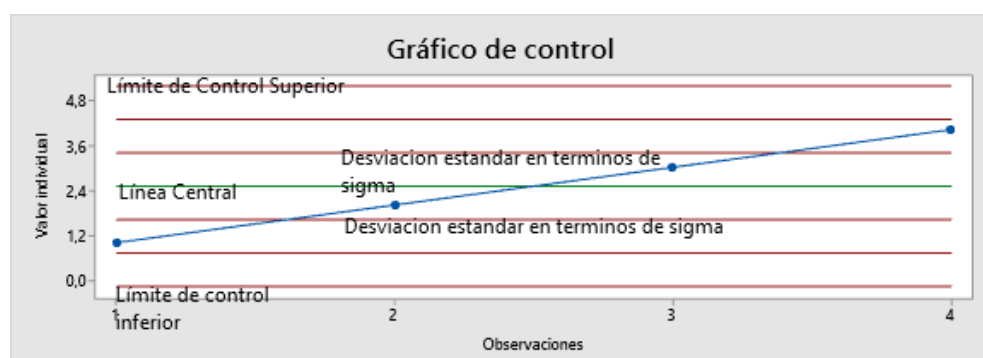 Gráfico de control
Límite de Control Superior
4,8
3,6
2,4
1,2
0,0
Valor individual
Desviacion estandar en terminos de
sigma
Línea Central
Desviacion estandar en terminos de sigma
Límite de control
inferior
1
2
3
4
Observaciones